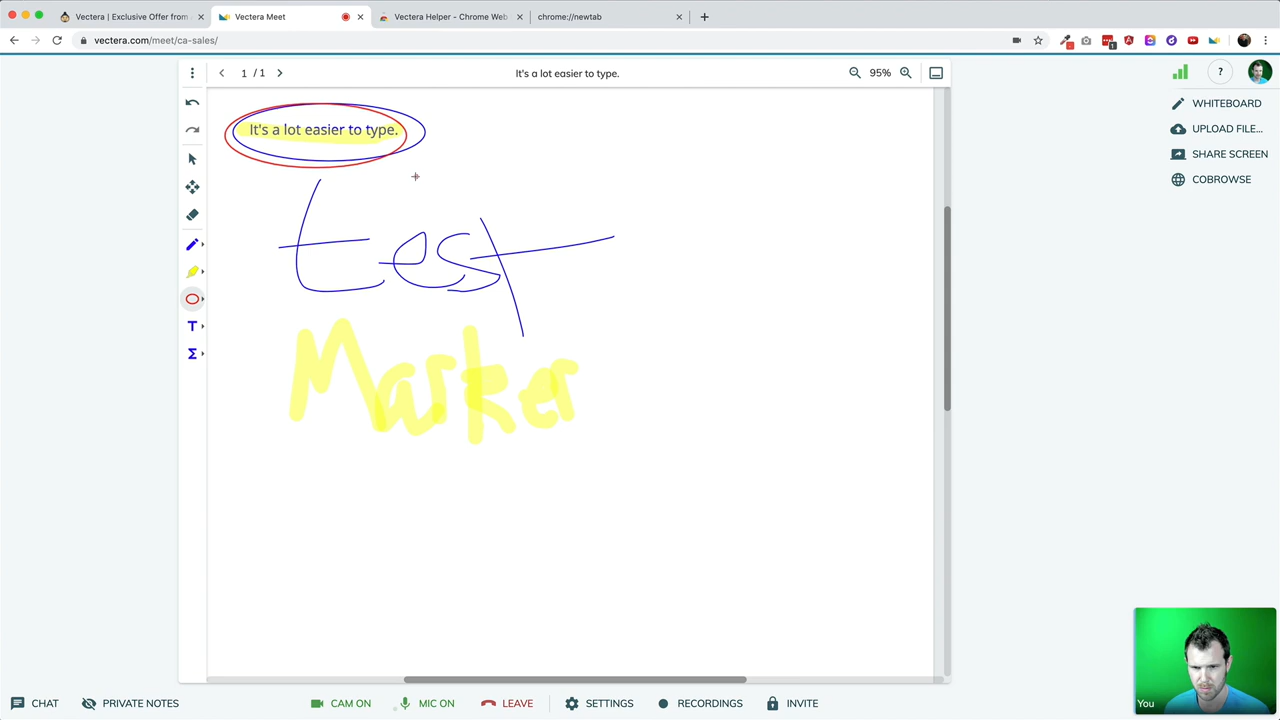 Vectera | Exclusive Offer from
Vectera Meet
Vectera Helper - Chrome Web
chrome://newtab
vectera.com/meet/ca-sales/
1
1 / 1
It's a lot easier to type.
95%
?
WHITEBOARD
UPLOAD FILE...
SHARE SCREEN
COBROWSE
T
Σ
It's a lot easier to type.
test
Marker
You
CHAT
PRIVATE NOTES
CAM ON
MIC ON
LEAVE
SETTINGS
RECORDINGS
INVITE